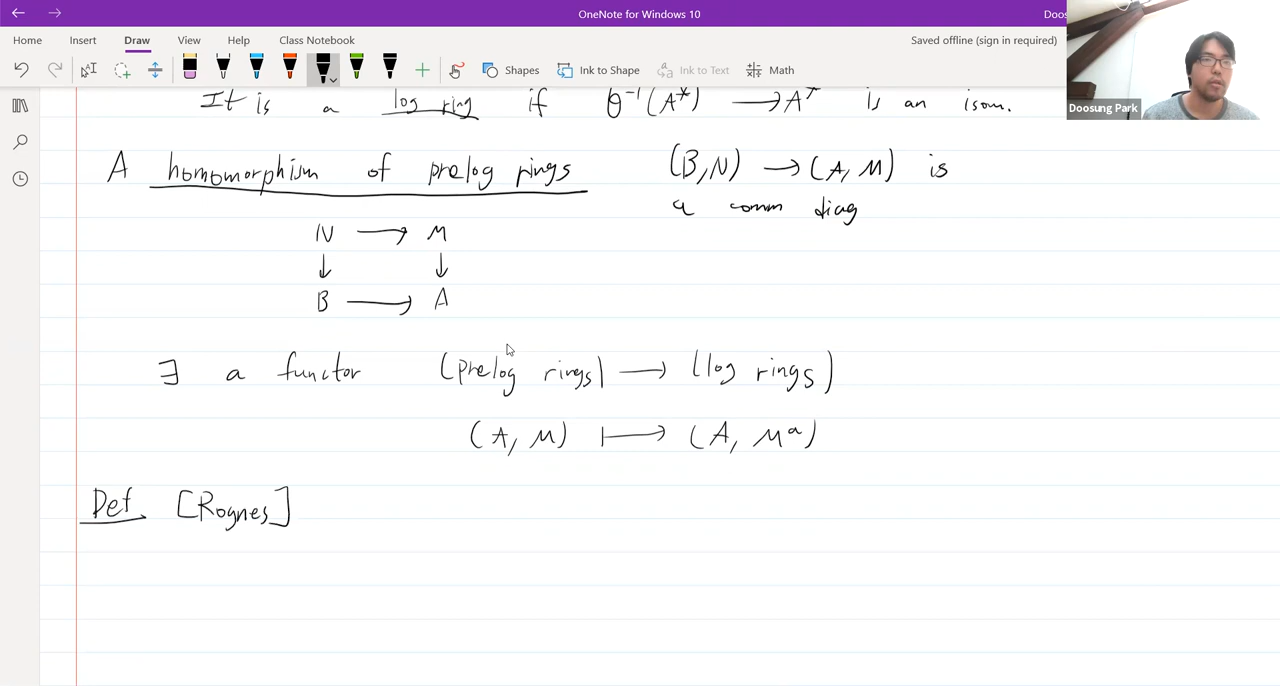 OneNote for Windows 10
Doos
Home Insert Draw View Help Class Notebook
Saved offline (sign in required)
Shapes Ink to Shape Ink to Text Math
Doosung Park
It is a log ring if θ⁻¹(A*) → A* is an isom.
A homomorphism of prelog rings (B, N) → (A, M) is
a comm diag
N → M
↓ ↓
B → A
∃ a functor (prelog rings) → (log rings)
(A, M) ↦ (A, Mᵃ)
Def. [Rognes]